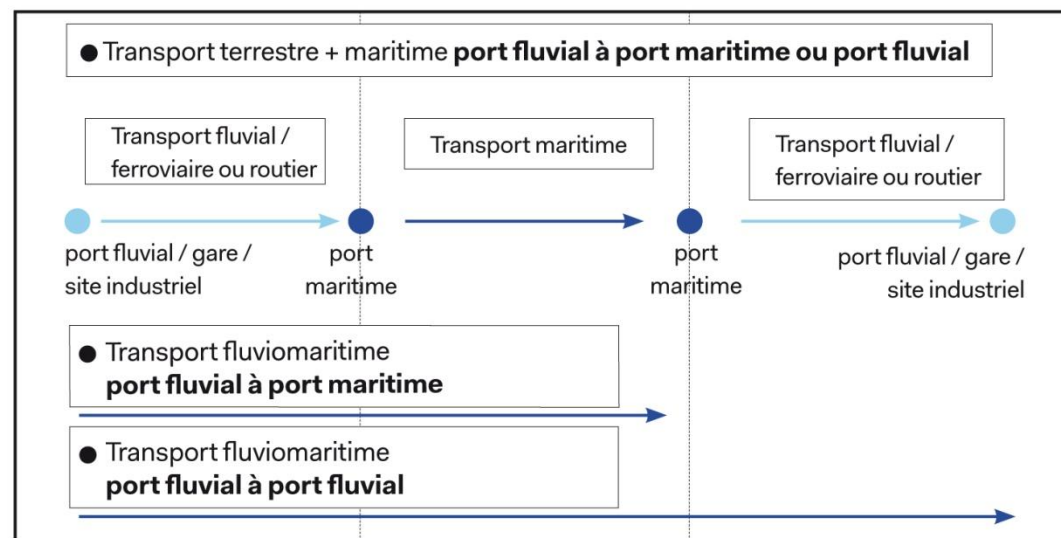 ● Transport terrestre + maritime port fluvial à port maritime ou port fluvial
Transport fluvial /
ferroviaire ou routier
Transport maritime
Transport fluvial /
ferroviaire ou routier
port fluvial / gare /
site industriel
port
maritime
port
maritime
port fluvial / gare /
site industriel
● Transport fluviomaritime
port fluvial à port maritime
● Transport fluviomaritime
port fluvial à port fluvial